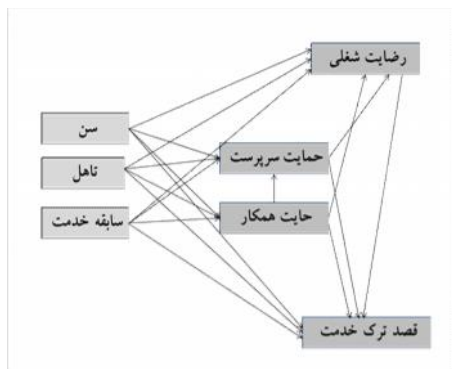 رضایت شغلی
سن
حمایت سرپرست
تاهل
حایت همکار
سابقه خدمت
قصد ترک خدمت